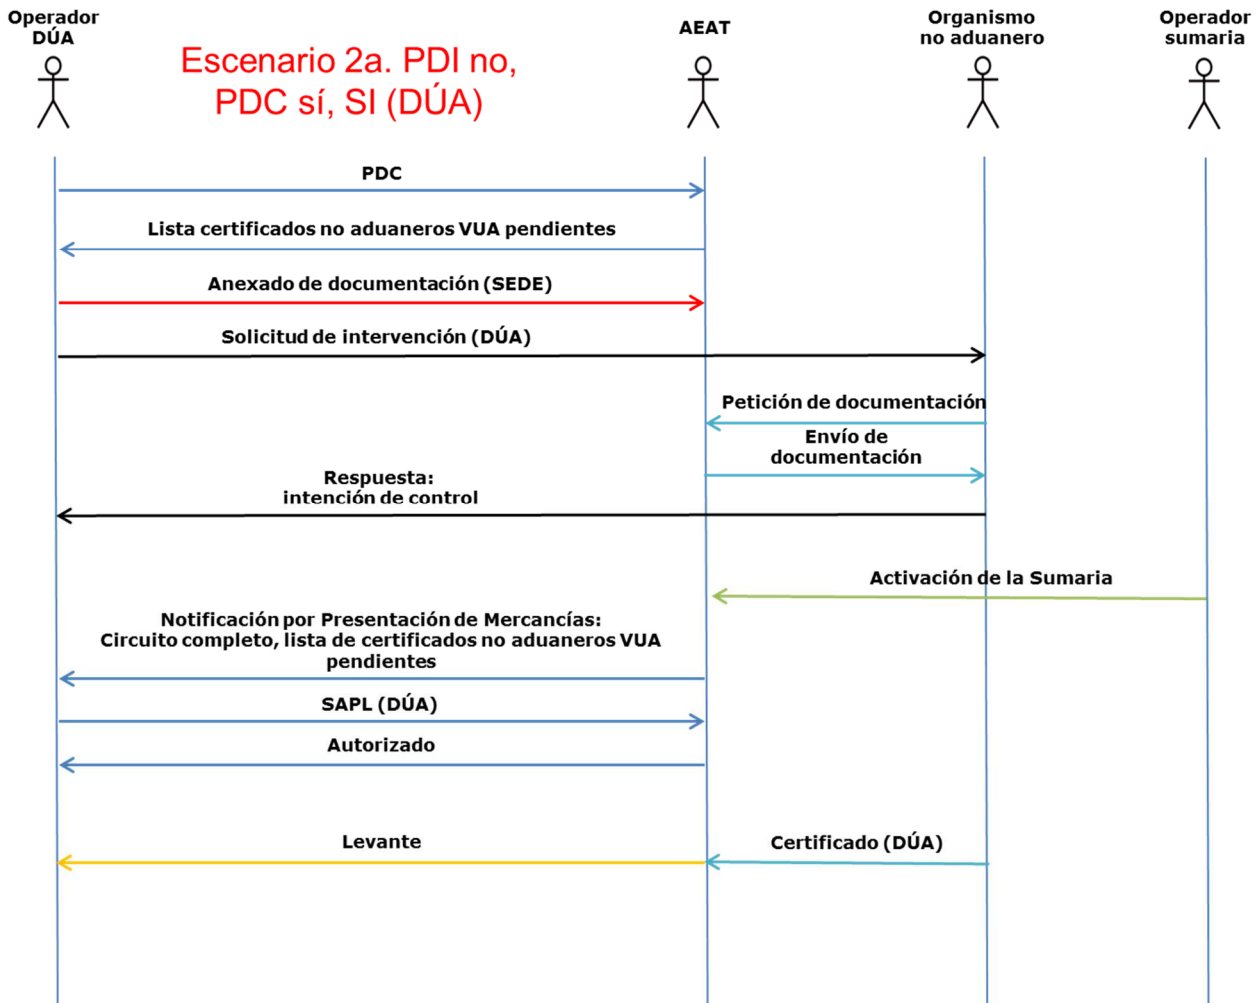 Operador
DÚA
AEAT
Organismo
no aduanero
Operador
sumaria
Escenario 2a. PDI no,
PDC sí, SI (DÚA)
PDC
Lista certificados no aduaneros VUA pendientes
Anexado de documentación (SEDE)
Solicitud de intervención (DÚA)
Petición de documentación
Envío de
documentación
Respuesta:
intención de control
Activación de la Sumaria
Notificación por Presentación de Mercancías:
Circuito completo, lista de certificados no aduaneros VUA
pendientes
SAPL (DÚA)
Autorizado
Levante
Certificado (DÚA)